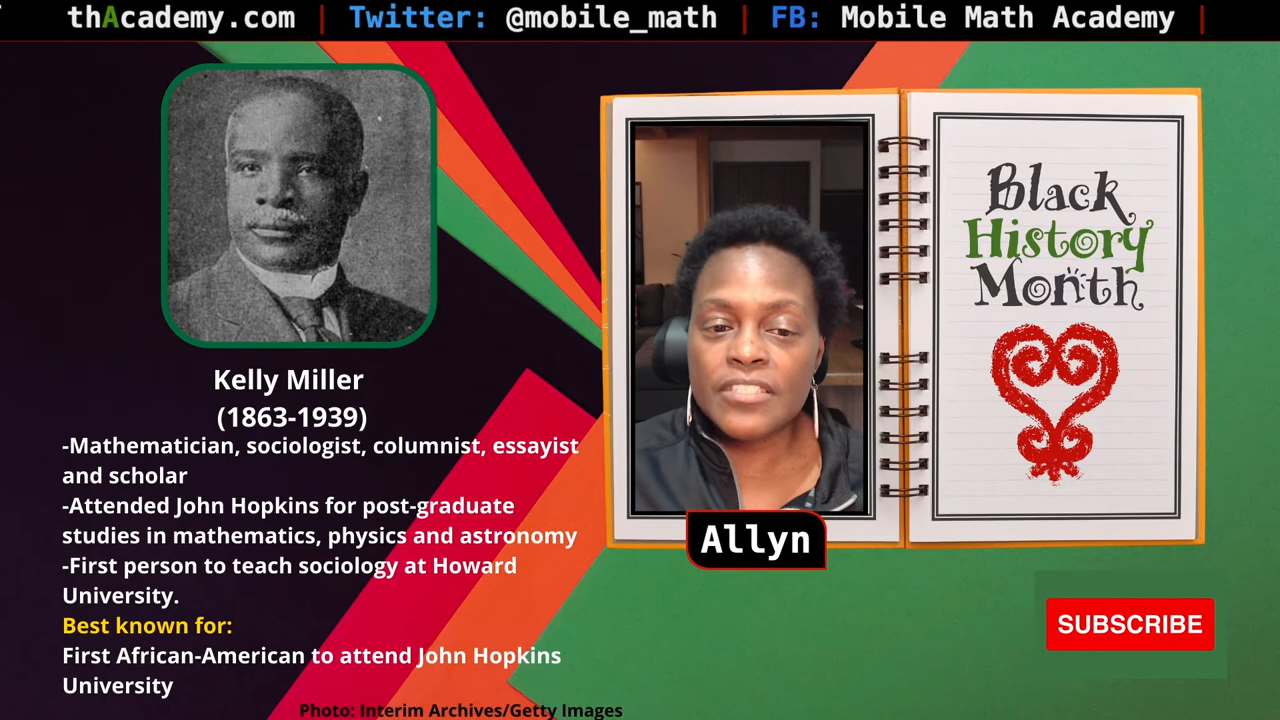 thAcademy.com | Twitter: @mobile_math | FB: Mobile Math Academy |
Kelly Miller
(1863-1939)
-Mathematician, sociologist, columnist, essayist
and scholar
-Attended John Hopkins for post-graduate
studies in mathematics, physics and astronomy
-First person to teach sociology at Howard
University.
Best known for:
First African-American to attend John Hopkins
University
Photo: Interim Archives/Getty Images
Allyn
Black
History
Month
SUBSCRIBE